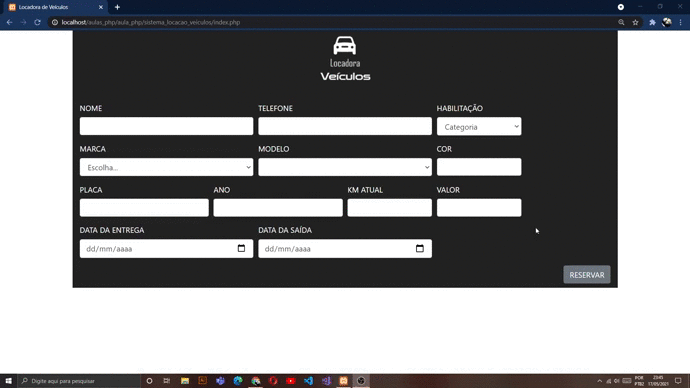 Locadora de Veículos
localhost/aulas_php/aula_php/sistema_locacao_veiculos/index.php
Locadora
Veículos
NOME TELEFONE HABILITAÇÃO
Categoria
MARCA MODELO COR
Escolha...
PLACA ANO KM ATUAL VALOR
DATA DA ENTREGA DATA DA SAÍDA
dd/mm/aaaa dd/mm/aaaa
RESERVAR
Digite aqui para pesquisar
POR 23:45
PTB2 17/05/2021